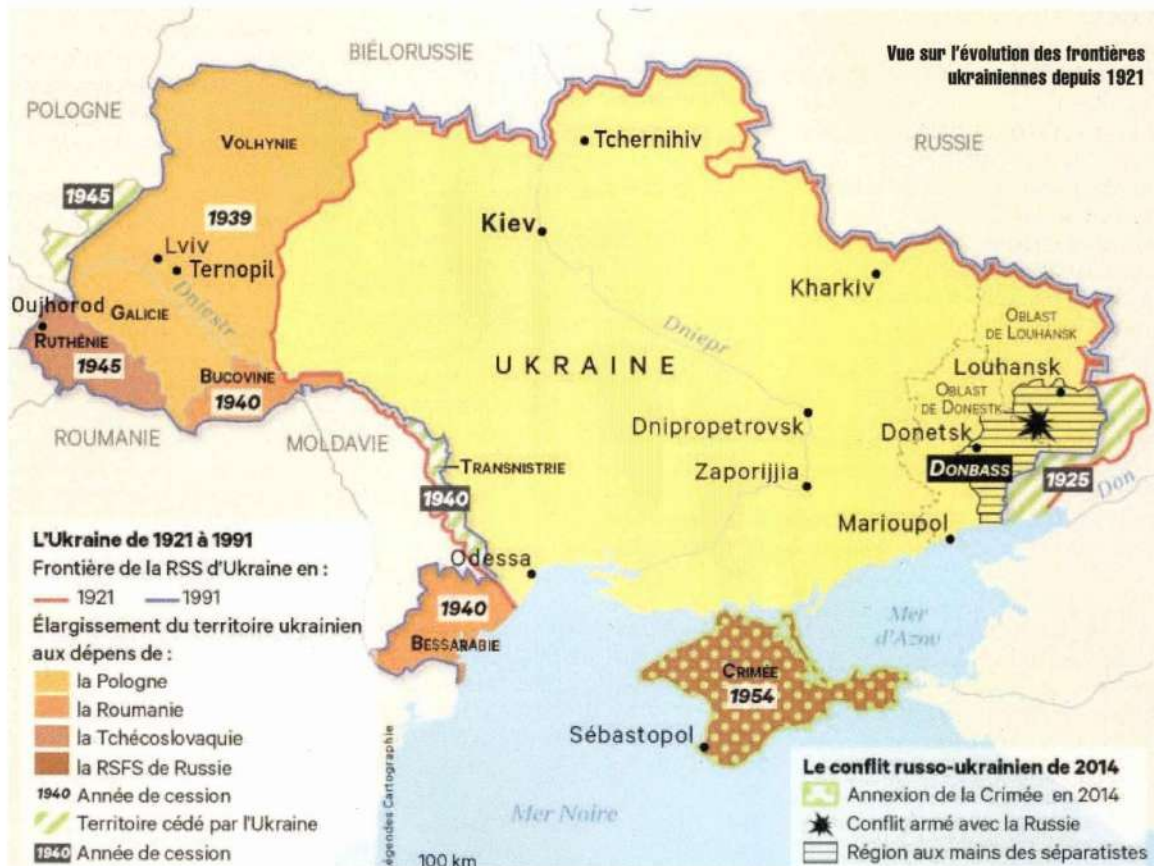 Vue sur l'évolution des frontières
ukrainiennes depuis 1921
BIÉLORUSSIE
POLOGNE
RUSSIE
VOLHYNIE
Tchernihiv
1945
1939
Kiev
Lviv
Ternopil
Kharkiv
Oujhorod
GALICIE
Dniestr
Dniepr
OBLAST
DE LOUHANSK
RUTHÉNIE
1945
UKRAINE
Louhansk
BUCOVINE
1940
OBLAST
DE DONESTK
ROUMANIE
MOLDAVIE
Dnipropetrovsk
Donetsk
TRANSNISTRIE
Zaporijjia
DONBASS
1925
Don
1940
Marioupol
Odessa
1940
BESSARABIE
Mer
d'Azov
CRIMÉE
1954
Sébastopol
Mer Noire
100 km
Légendes Cartographie
L'Ukraine de 1921 à 1991
Frontière de la RSS d'Ukraine en :
1921 1991
Élargissement du territoire ukrainien
aux dépens de :
la Pologne
la Roumanie
la Tchécoslovaquie
la RSFS de Russie
1940 Année de cession
Territoire cédé par l'Ukraine
1940 Année de cession
Le conflit russo-ukrainien de 2014
Annexion de la Crimée en 2014
Conflit armé avec la Russie
Région aux mains des séparatistes